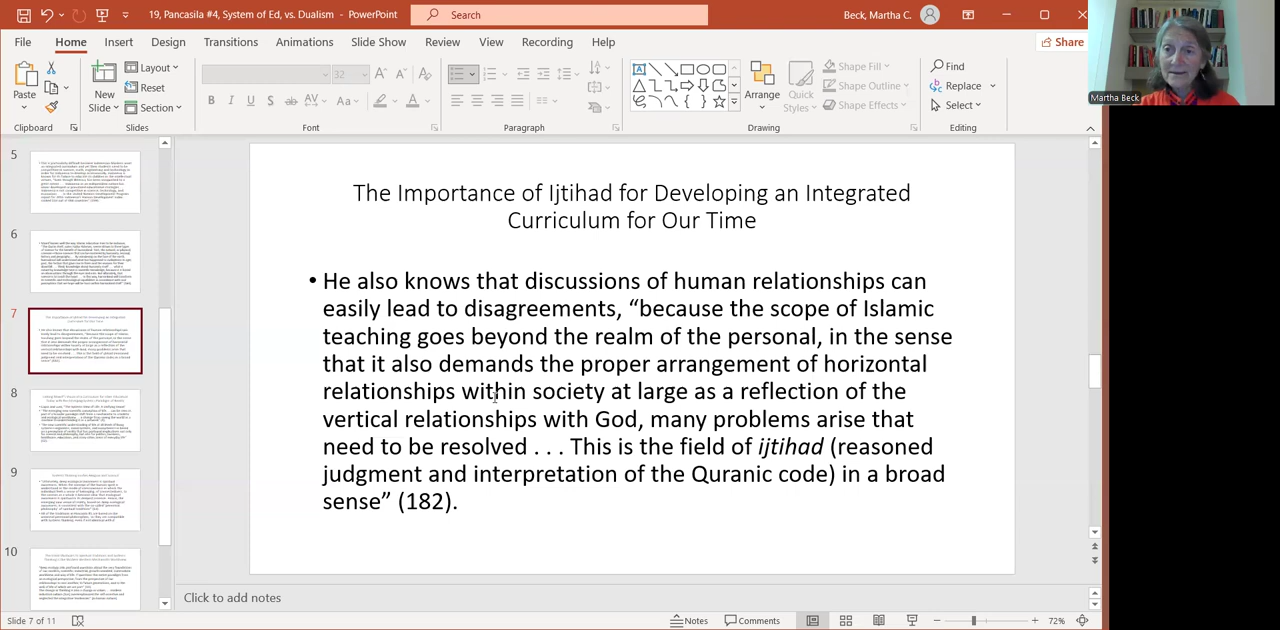 19, Pancasila #4, System of Ed, vs. Dualism - PowerPoint
Search
Beck, Martha C.
File Home Insert Draw Design Transitions Animations Slide Show Review View Recording Help
Share
Paste
Clipboard
New
Slide
Layout
Reset
Section
Slides
32
Font
Paragraph
Arrange
Quick
Styles
Shape Fill
Shape Outline
Shape Effects
Drawing
Find
Replace
Select
Editing
Martha Beck
5
6
7
8
9
10
The Importance of Ijtihad for Developing an Integrated
Curriculum for Our Time
• He also knows that discussions of human relationships can
easily lead to disagreements, “because the scope of Islamic
teaching goes beyond the realm of the personal, in the sense
that it also demands the proper arrangement of horizontal
relationships within society at large as a reflection of the
vertical relationships with God, many problems arise that
need to be resolved . . . This is the field of ijtihad (reasoned
judgment and interpretation of the Quranic code) in a broad
sense” (182).
Click to add notes
Slide 7 of 11
Notes
Comments
72%